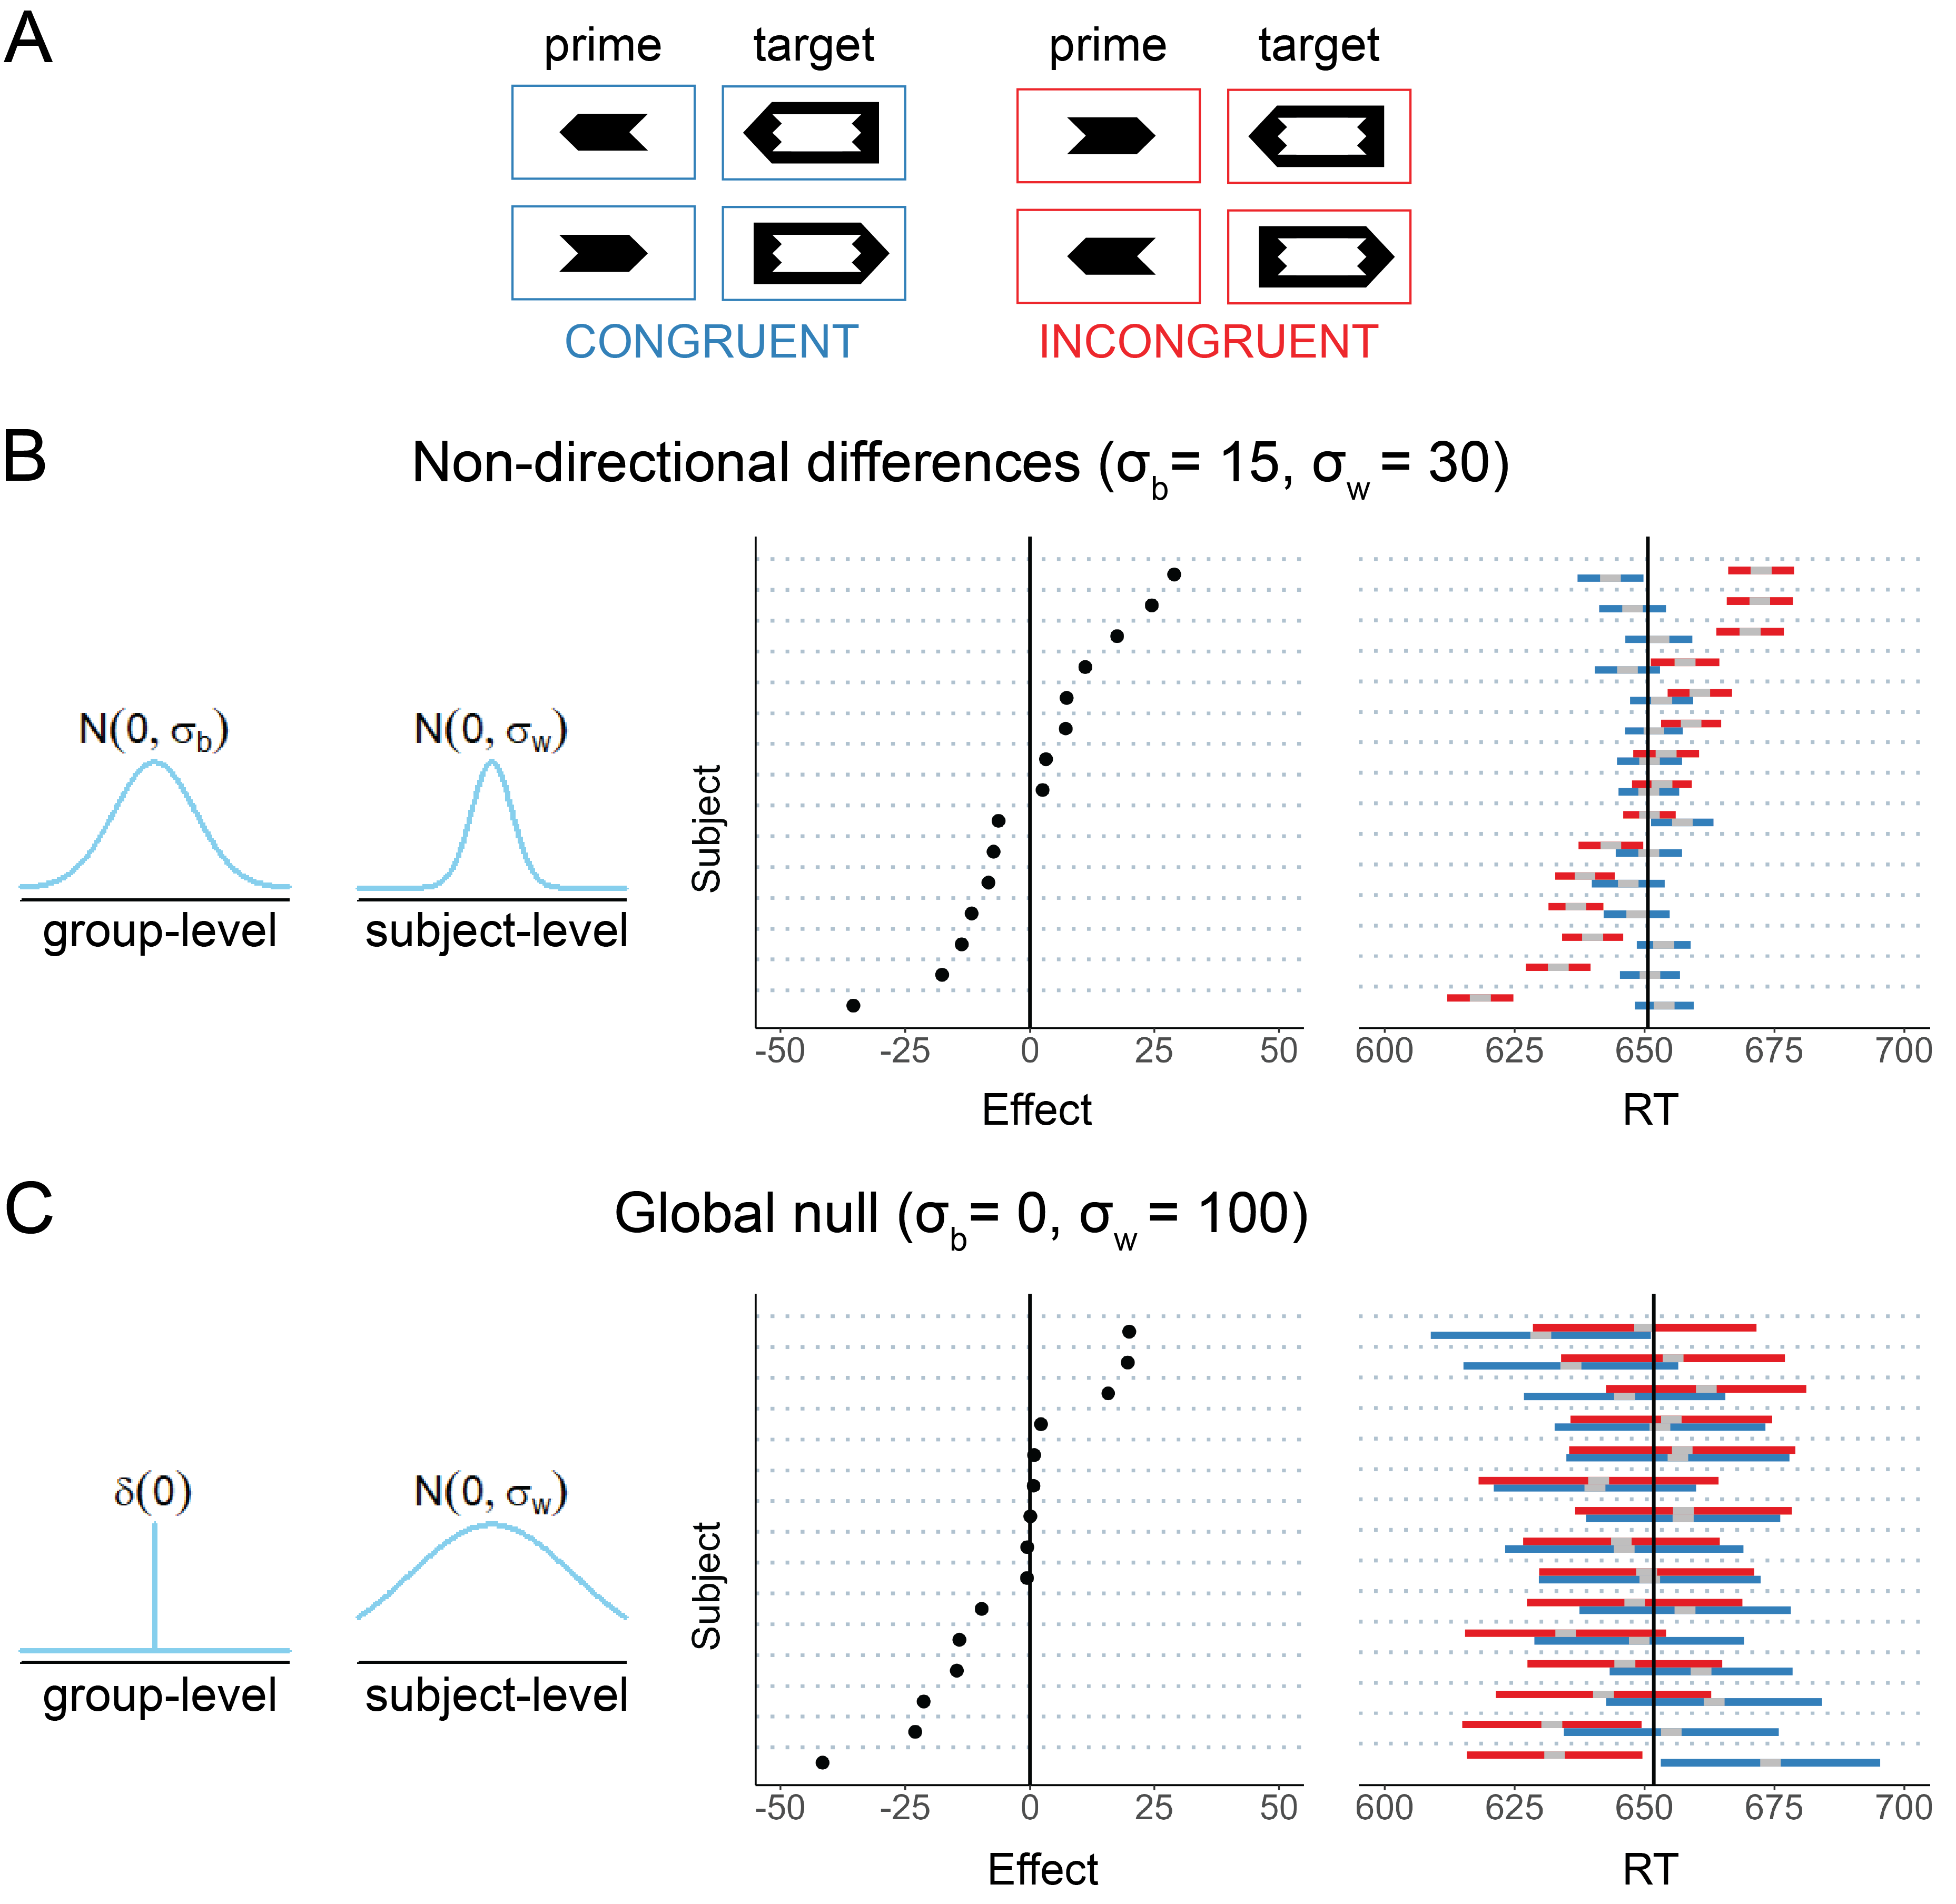 A
prime target prime target
CONGRUENT INCONGRUENT
B
Non-directional differences (σb= 15, σw = 30)
N(0, σb) N(0, σw)
group-level subject-level
Subject
-50 -25 0 25 50 600 625 650 675 700
Effect RT
C
Global null (σb= 0, σw = 100)
δ(0) N(0, σw)
group-level subject-level
Subject
-50 -25 0 25 50 600 625 650 675 700
Effect RT